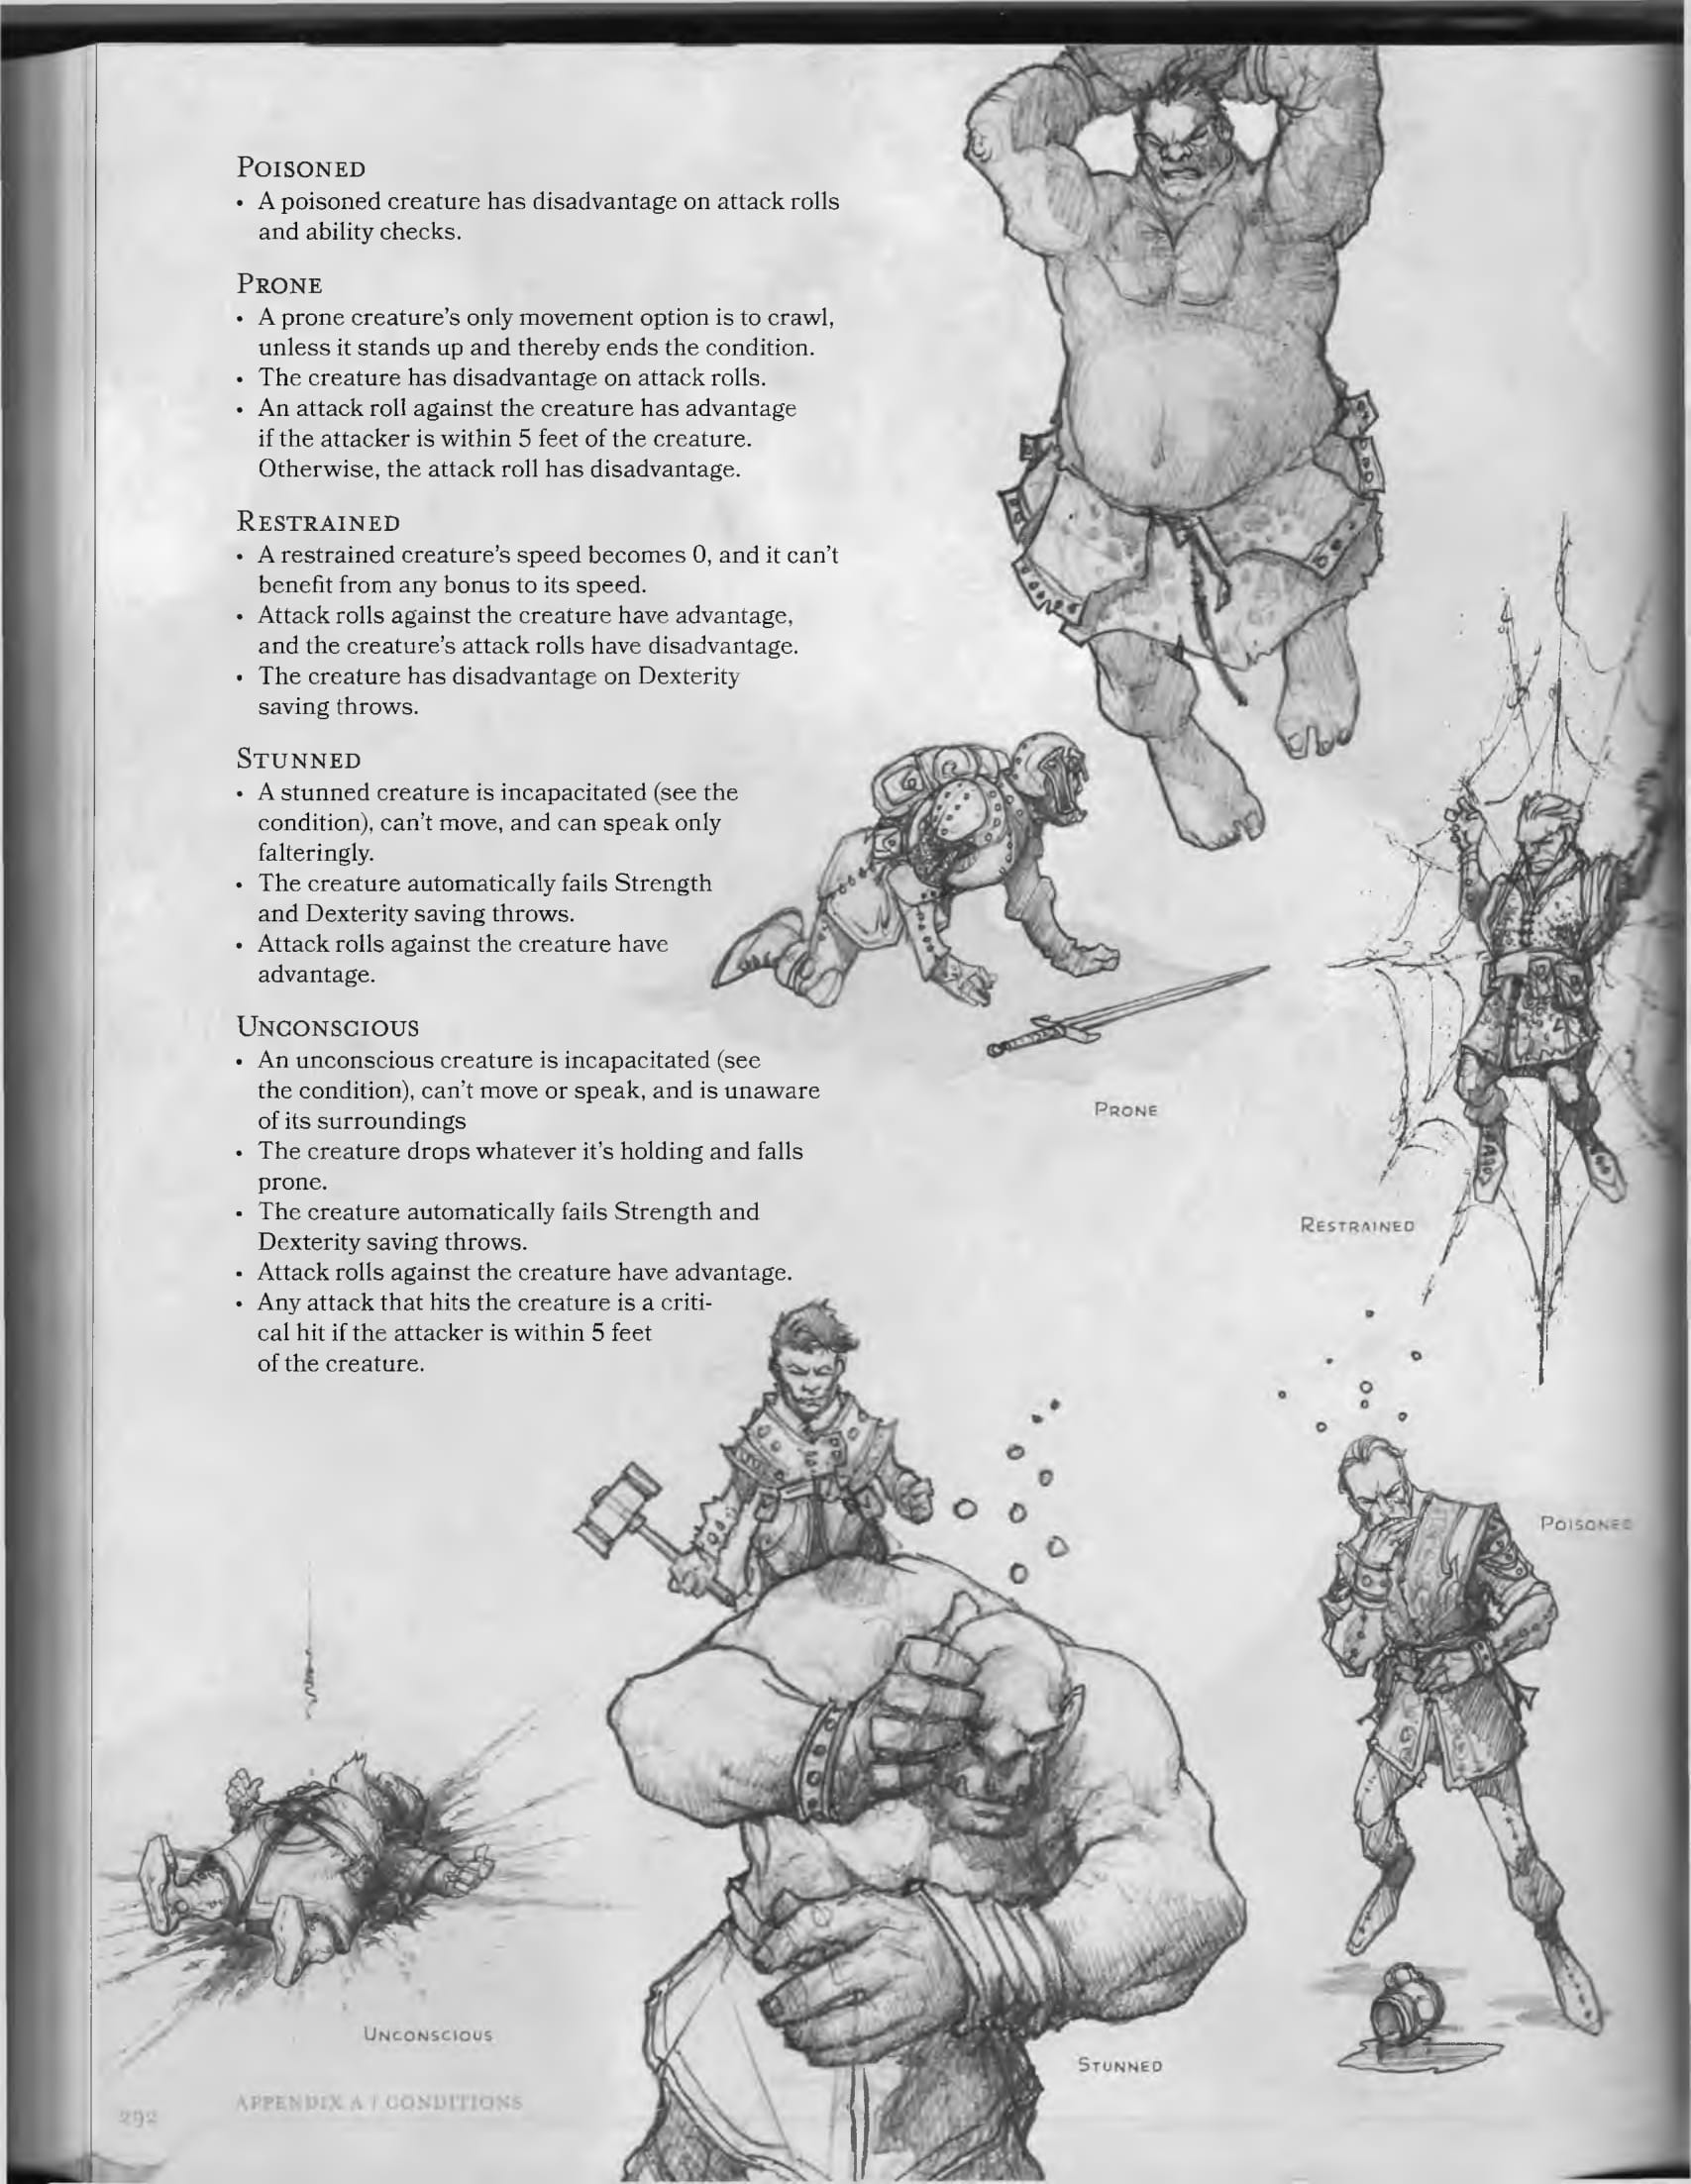 POISONED
• A poisoned creature has disadvantage on attack rolls
and ability checks.
PRONE
• A prone creature's only movement option is to crawl,
unless it stands up and thereby ends the condition.
• The creature has disadvantage on attack rolls.
• An attack roll against the creature has advantage
if the attacker is within 5 feet of the creature.
Otherwise, the attack roll has disadvantage.
RESTRAINED
• A restrained creature's speed becomes 0, and it can't
benefit from any bonus to its speed.
• Attack rolls against the creature have advantage,
and the creature's attack rolls have disadvantage.
• The creature has disadvantage on Dexterity
saving throws.
STUNNED
• A stunned creature is incapacitated (see the
condition), can't move, and can speak only
falteringly.
• The creature automatically fails Strength
and Dexterity saving throws.
• Attack rolls against the creature have
advantage.
UNCONSCIOUS
• An unconscious creature is incapacitated (see
the condition), can't move or speak, and is unaware
of its surroundings
• The creature drops whatever it's holding and falls
prone.
• The creature automatically fails Strength and
Dexterity saving throws.
• Attack rolls against the creature have advantage.
• Any attack that hits the creature is a criti-
cal hit if the attacker is within 5 feet
of the creature.
PRONE
RESTRAINED
POISONED
UNCONSCIOUS
STUNNED
292
APPENDIX A | CONDITIONS